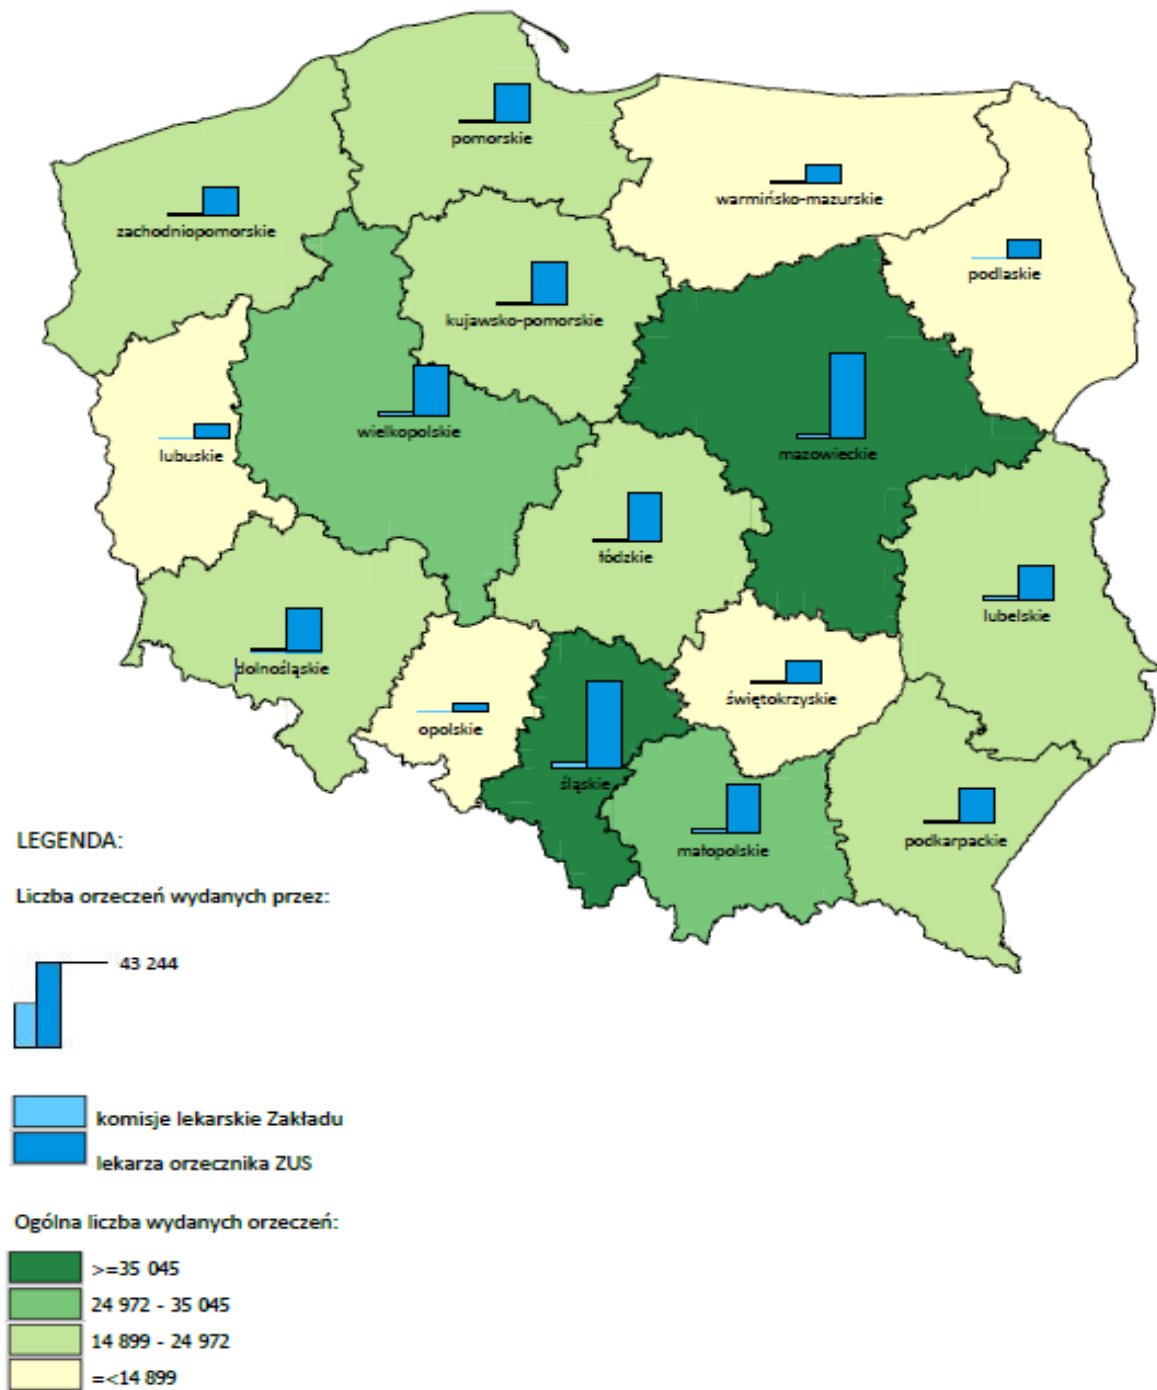 pomorskie
warmińsko-mazurskie
zachodniopomorskie
podlaskie
kujawsko-pomorskie
wielkopolskie
lubuskie
mazowieckie
łódzkie
lubelskie
dolnośląskie
świętokrzyskie
opolskie
śląskie
małopolskie
podkarpackie
LEGENDA:
Liczba orzeczeń wydanych przez:
43 244
komisje lekarskie Zakładu
lekarza orzecznika ZUS
Ogólna liczba wydanych orzeczeń:
>=35 045
24 972 - 35 045
14 899 - 24 972
=<14 899